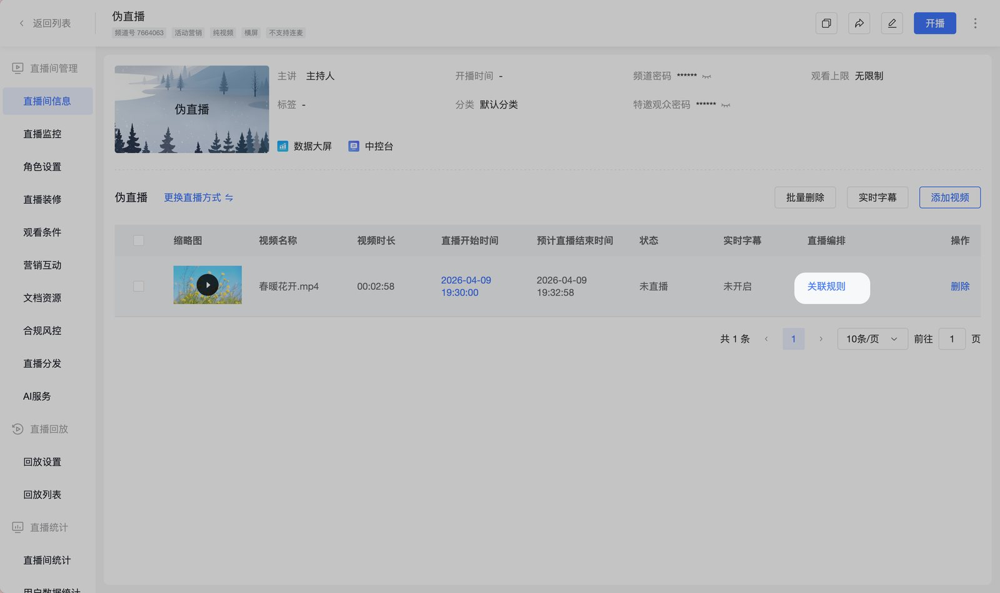 返回列表
伪直播
频道号 7664063 活动营销 纯视频 横屏 不支持连麦
开播
直播间管理
直播间信息
直播监控
角色设置
直播装修
观看条件
营销互动
文档资源
合规风控
直播分发
AI服务
直播回放
回放设置
回放列表
直播统计
直播间统计
用户数据统计
伪直播
主讲 主持人 开播时间 - 频道密码 ****** 观看上限 无限制
标签 - 分类 默认分类 特邀观众密码 ******
数据大屏 中控台
伪直播 更换直播方式 批量删除 实时字幕 添加视频
缩略图 视频名称 视频时长 直播开始时间 预计直播结束时间 状态 实时字幕 直播编排 操作
春暖花开.mp4 00:02:58 2026-04-09 19:30:00 2026-04-09 19:32:58 未直播 未开启 关联规则 删除
共 1 条 1 10条/页 前往 1 页